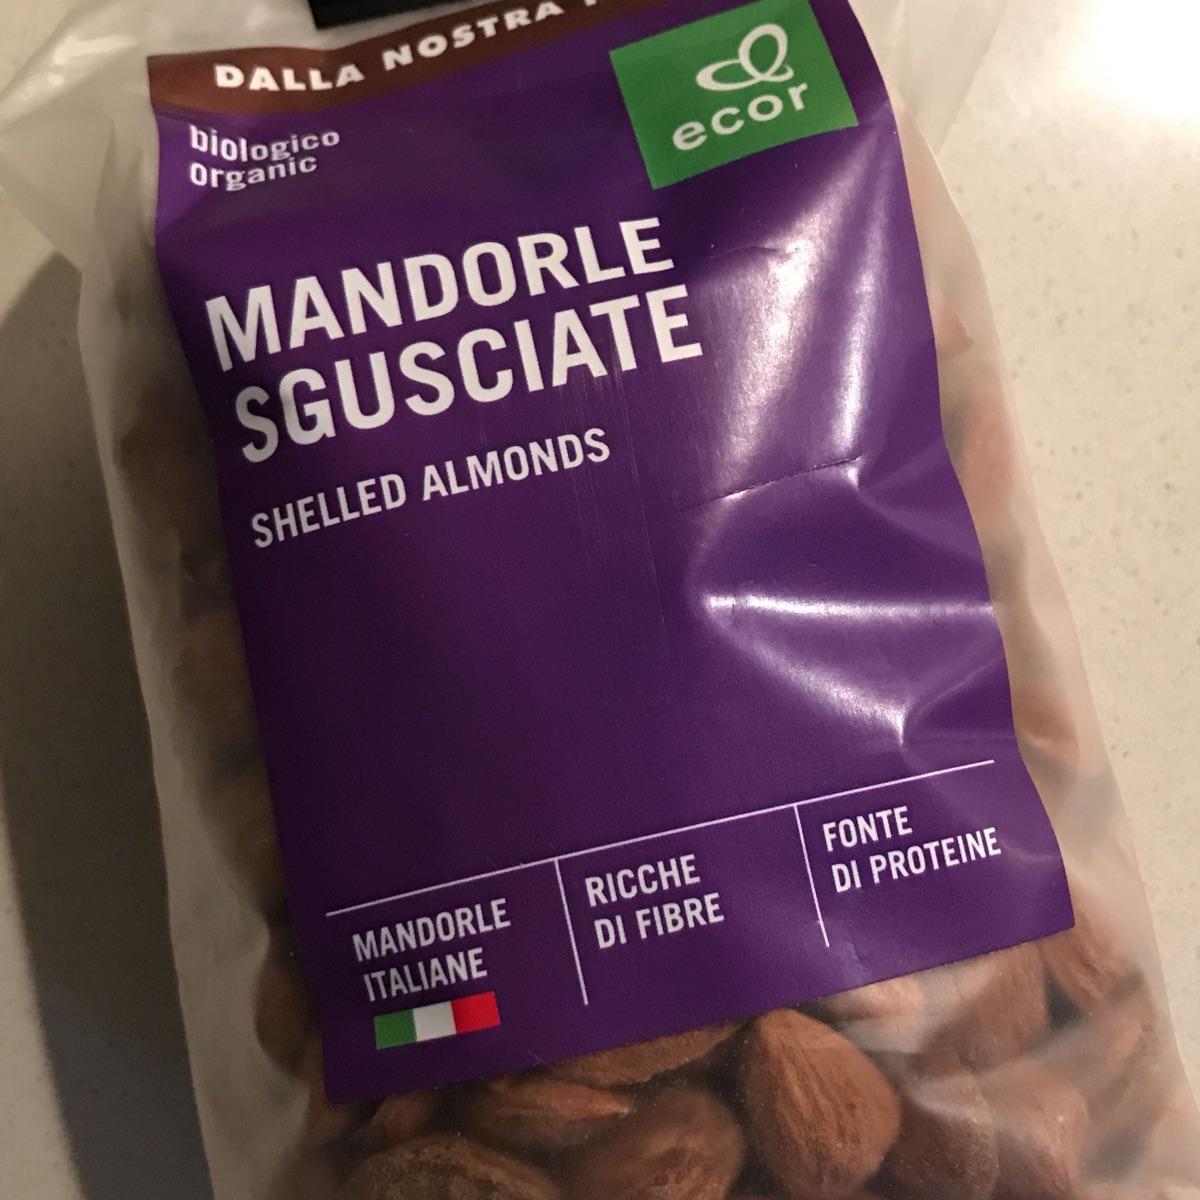 DALLA NOSTRA
ecor
biologico
organic
MANDORLE
SGUSCIATE
SHELLED ALMONDS
MANDORLE
ITALIANE
RICCHE
DI FIBRE
FONTE
DI PROTEINE